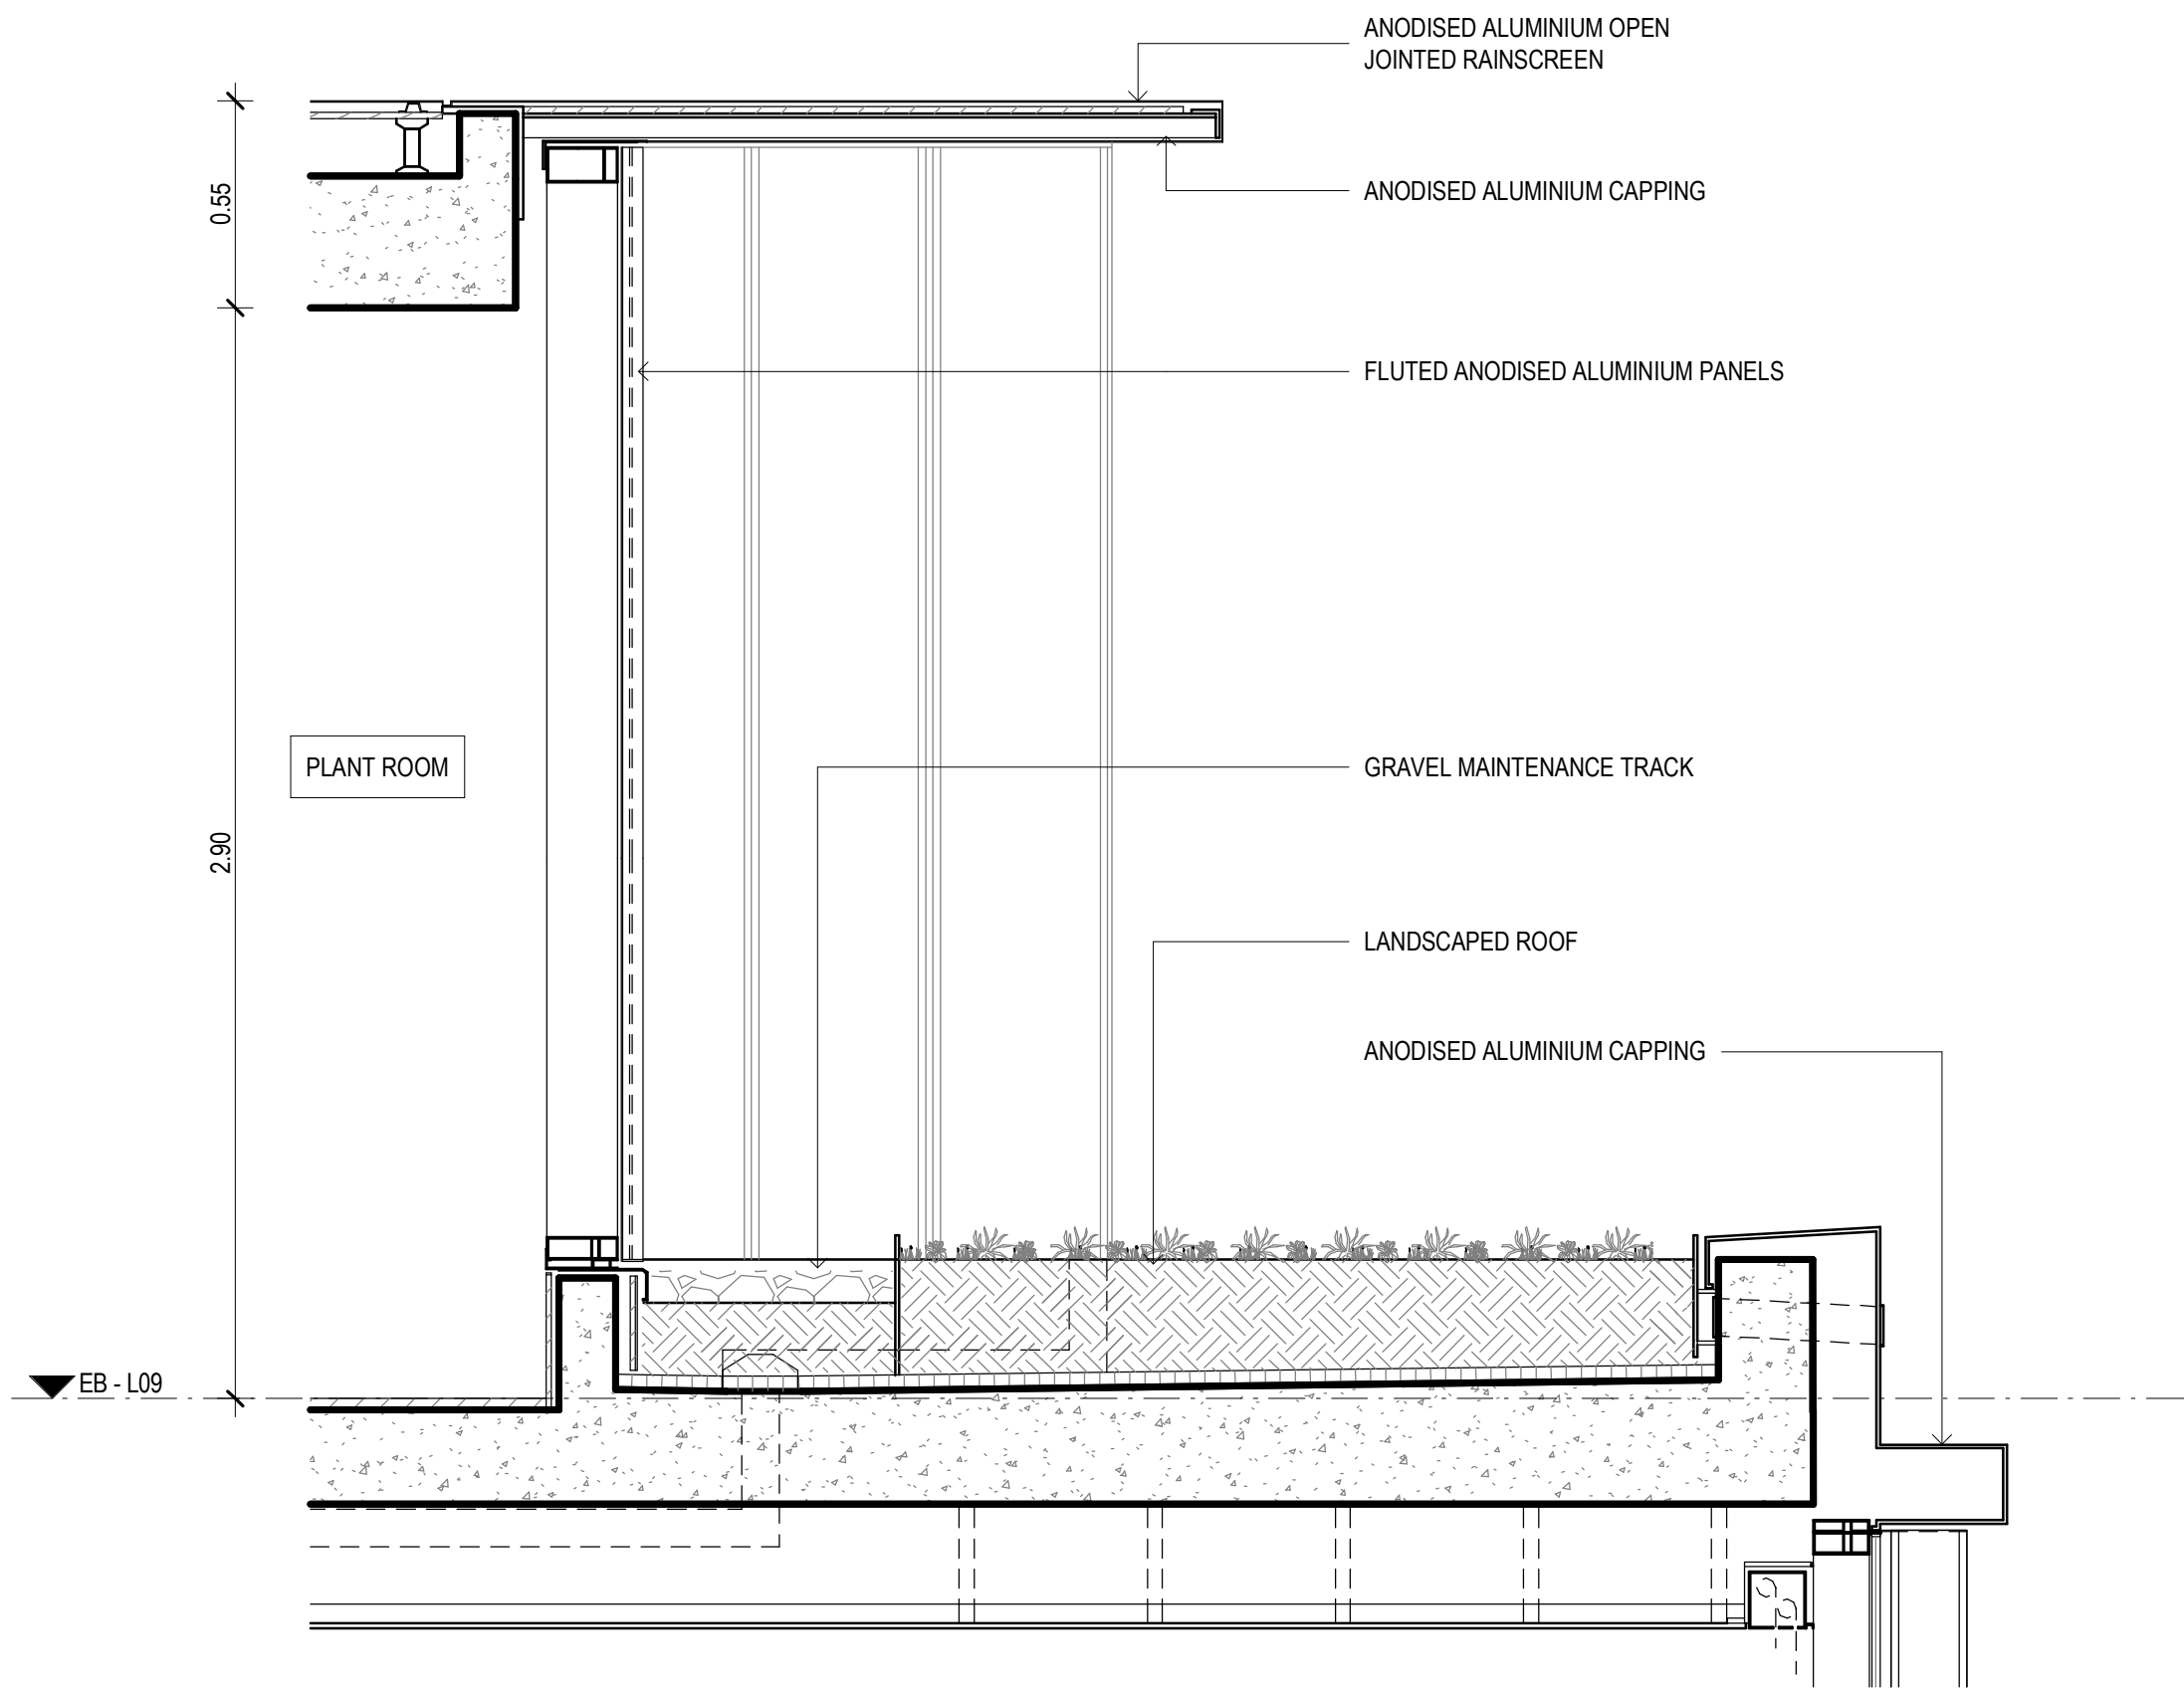 ANODISED ALUMINIUM OPEN
JOINTED RAINSCREEN
ANODISED ALUMINIUM CAPPING
0.55
FLUTED ANODISED ALUMINIUM PANELS
PLANT ROOM
GRAVEL MAINTENANCE TRACK
2.90
LANDSCAPED ROOF
ANODISED ALUMINIUM CAPPING
EB - L09